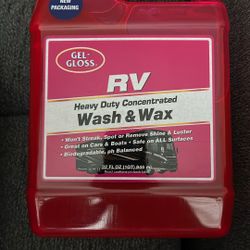 NEW
PACKAGING
GEL-
GLOSS
RV
Heavy Duty Concentrated
Wash & Wax
• Won't Streak, Spot or Remove Shine & Luster
• Great on Cars & Boats • Safe on ALL Surfaces
• Biodegradable, ph Balanced